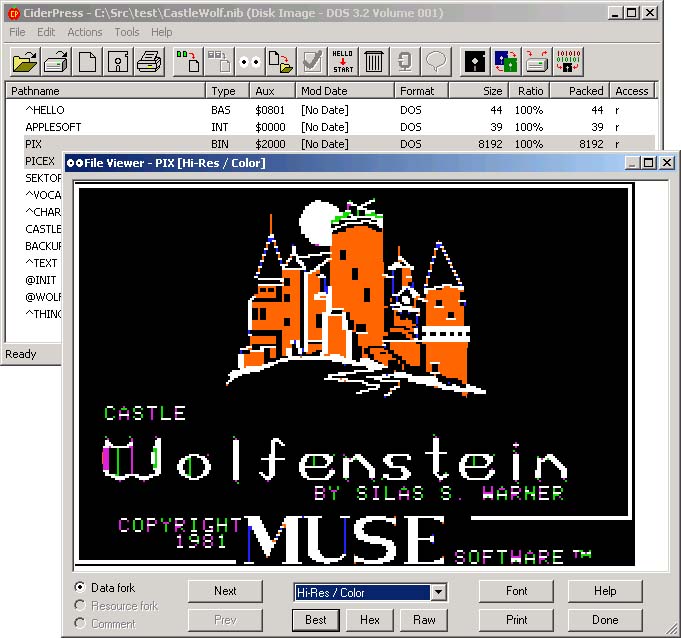 CiderPress - C:\Src\test\CastleWolf.nib (Disk Image - DOS 3.2 Volume 001)
File Edit Actions Tools Help
HELLO
START
Pathname Type Aux Mod Date Format Size Ratio Packed Access
^HELLO BAS $0801 [No Date] DOS 44 100% 44 r
APPLESOFT INT $0000 [No Date] DOS 39 100% 39 r
PIX BIN $2000 [No Date] DOS 8192 100% 8192 r
PICEX
SEKTOR
^VOCA
^CHAR
CASTLE
BACKUP
^TEXT
@INIT
@WOLF
^THING
Ready
File Viewer - PIX [Hi-Res / Color]
CASTLE
Wolfenstein
BY SILAS S. WARNER
COPYRIGHT
1981
MUSE
SOFTWARE™
Data fork Next Hi-Res / Color Font Help
Resource fork
Comment Prev Best Hex Raw Print Done